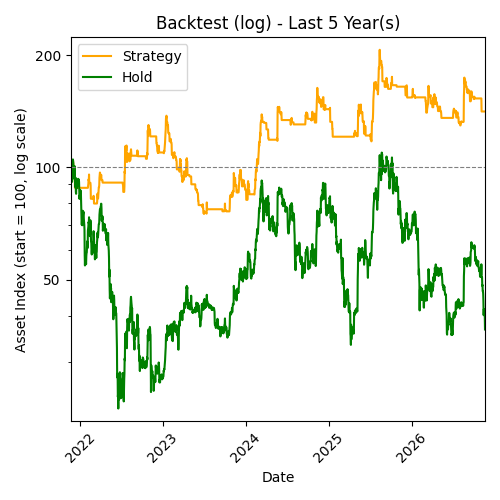 Backtest (log) - Last 5 Year(s)
Strategy
Hold
Asset Index (start = 100, log scale)
200
100
50
2022
2023
2024
2025
2026
Date